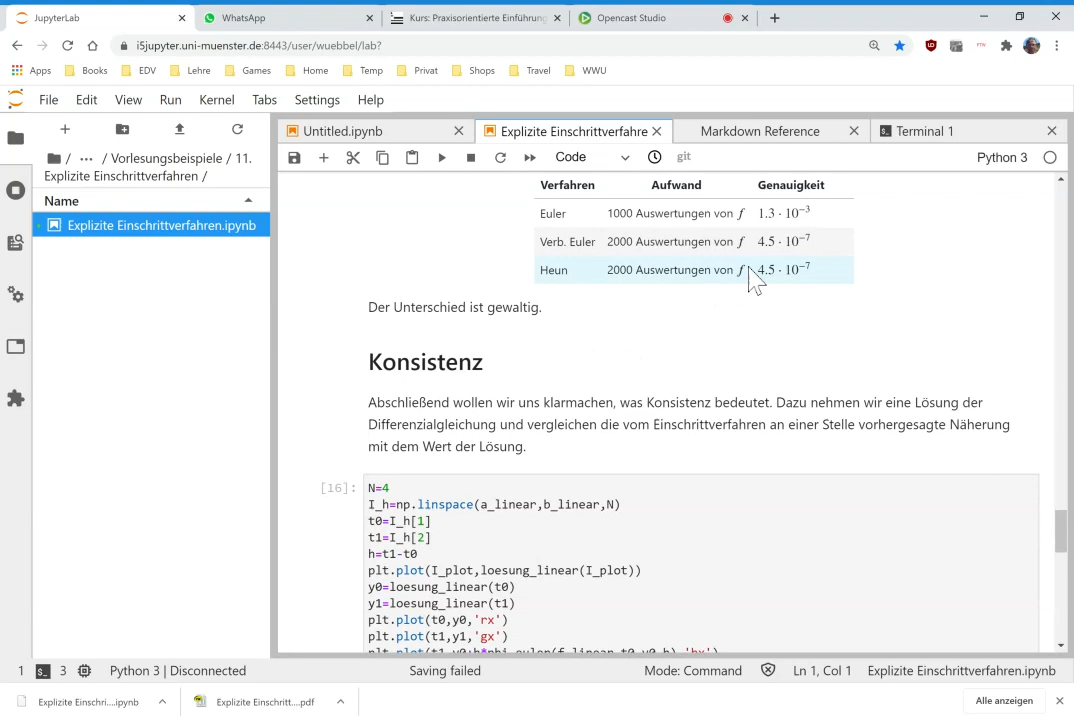 JupyterLab
WhatsApp
Kurs: Praxisorientierte Einführung
Opencast Studio
i5jupyter.uni-muenster.de:8443/user/wuebbel/lab?
Apps Books EDV Lehre Games Home Temp Privat Shops Travel WWU
File Edit View Run Kernel Tabs Settings Help
/ ··· / Vorlesungsbeispiele / 11.
Explizite Einschrittverfahren /
Name
Explizite Einschrittverfahren.ipynb
Untitled.ipynb
Explizite Einschrittverfahre
Markdown Reference
Terminal 1
Code
git
Python 3
Verfahren Aufwand Genauigkeit
Euler 1000 Auswertungen von f 1.3 · 10⁻³
Verb. Euler 2000 Auswertungen von f 4.5 · 10⁻⁷
Heun 2000 Auswertungen von f 4.5 · 10⁻⁷
Der Unterschied ist gewaltig.
Konsistenz
Abschließend wollen wir uns klarmachen, was Konsistenz bedeutet. Dazu nehmen wir eine Lösung der
Differenzialgleichung und vergleichen die vom Einschrittverfahren an einer Stelle vorhergesagte Näherung
mit dem Wert der Lösung.
[16]:
N=4
I_h=np.linspace(a_linear,b_linear,N)
t0=I_h[1]
t1=I_h[2]
h=t1-t0
plt.plot(I_plot,loesung_linear(I_plot))
y0=loesung_linear(t0)
y1=loesung_linear(t1)
plt.plot(t0,y0,'rx')
plt.plot(t1,y1,'gx')
plt.plot(t1,y0+h*phi_euler(f_linear,t0,y0,h),'bx')
1 3 Python 3 | Disconnected
Saving failed
Mode: Command
Ln 1, Col 1
Explizite Einschrittverfahren.ipynb
Explizite Einschri....ipynb
Explizite Einschritt....pdf
Alle anzeigen